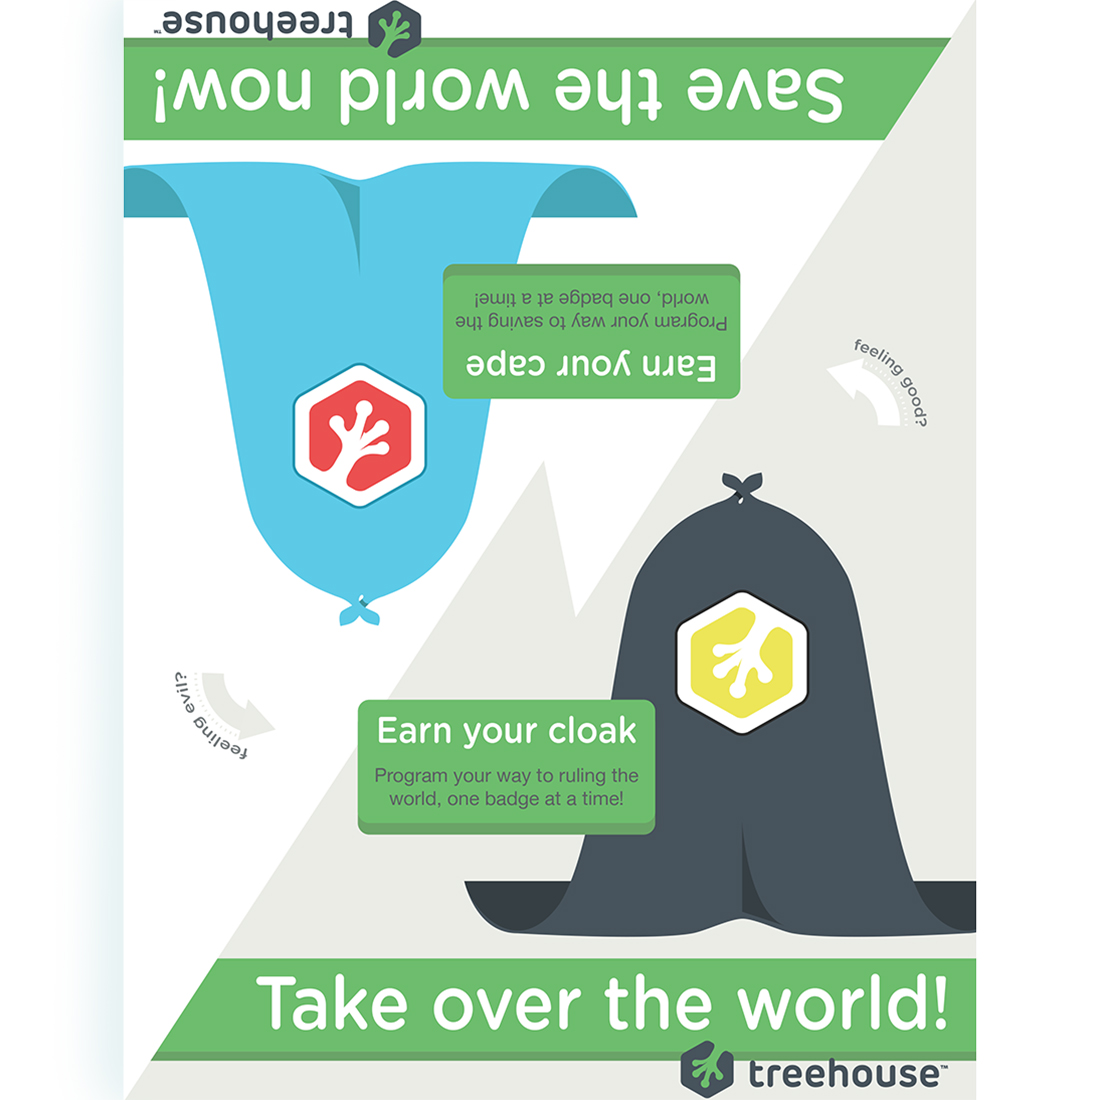 treehouse™
Save the world now!
Program your way to saving the
world, one badge at a time!
Earn your cape
feeling good?
feeling evil?
Earn your cloak
Program your way to ruling the
world, one badge at a time!
Take over the world!
treehouse™